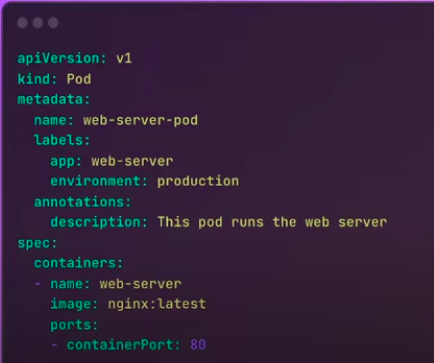 apiVersion: v1
kind: Pod
metadata:
  name: web-server-pod
  labels:
    app: web-server
    environment: production
  annotations:
    description: This pod runs the web server
spec:
  containers:
  - name: web-server
    image: nginx:latest
    ports:
    - containerPort: 80